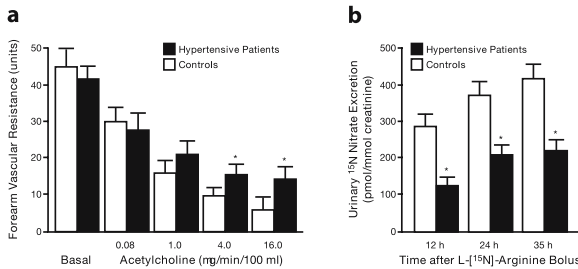 a
Forearm Vascular Resistance (units)
50
40
30
20
10
0
Hypertensive Patients
Controls
*
*
Basal
0.08
1.0
4.0
16.0
Acetylcholine (mg/min/100 ml)
b
Urinary 15N Nitrate Excretion
(pmol/mmol creatinine)
500
400
300
200
100
0
Hypertensive Patients
Controls
*
*
*
12 h
24 h
35 h
Time after L-[15N]-Arginine Bolus